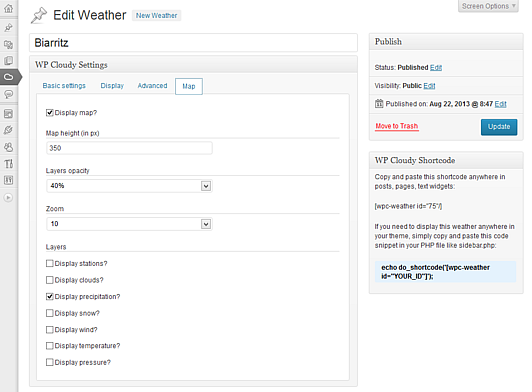 Screen Options
Edit Weather New Weather
Biarritz
WP Cloudy Settings
Basic settings Display Advanced Map
Display map?
Map height (in px)
350
Layers opacity
40%
Zoom
10
Layers
Display stations?
Display clouds?
Display precipitation?
Display snow?
Display wind?
Display temperature?
Display pressure?
Publish
Status: Published Edit
Visibility: Public Edit
Published on: Aug 22, 2013 @ 8:47 Edit
Move to Trash Update
WP Cloudy Shortcode
Copy and paste this shortcode anywhere in
posts, pages, text widgets:
[wpc-weather id="75"/]
If you need to display this weather anywhere in
your theme, simply copy and paste this code
snippet in your PHP file like sidebar.php:
echo do_shortcode('[wpc-weather
id="YOUR_ID"]');